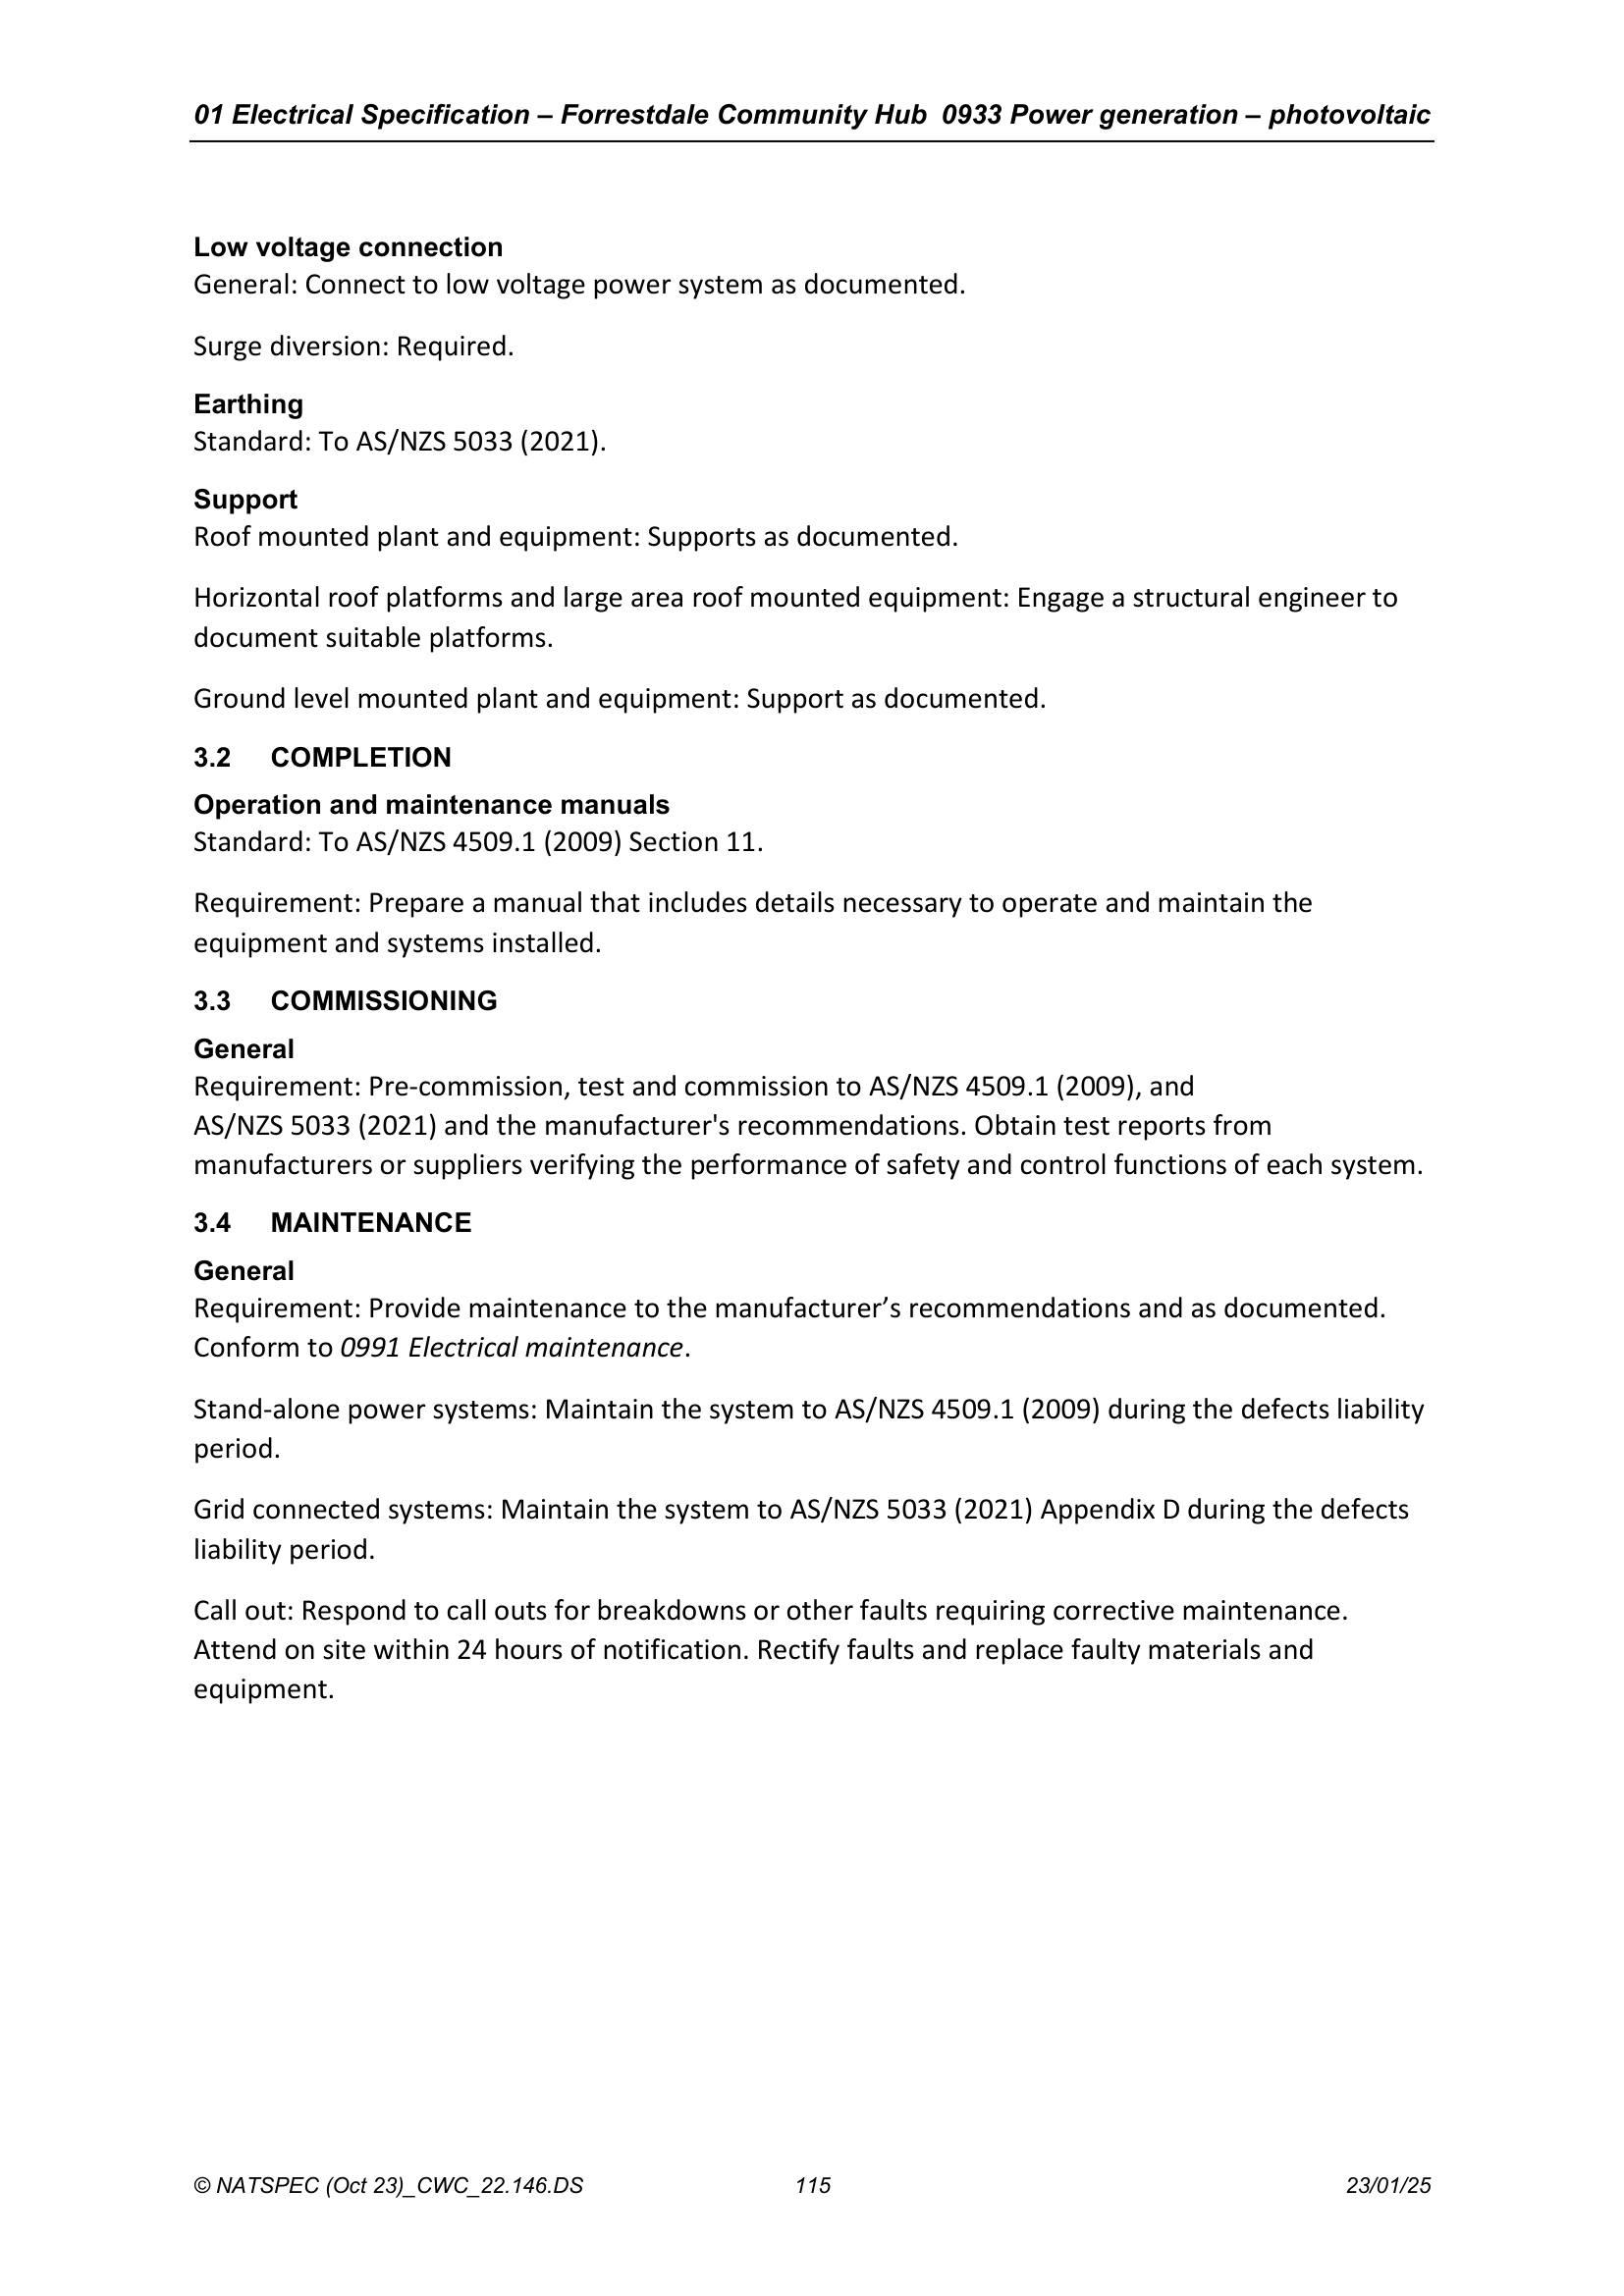 01 Electrical Specification – Forrestdale Community Hub 0933 Power generation – photovoltaic
Low voltage connection
General: Connect to low voltage power system as documented.
Surge diversion: Required.
Earthing
Standard: To AS/NZS 5033 (2021).
Support
Roof mounted plant and equipment: Supports as documented.
Horizontal roof platforms and large area roof mounted equipment: Engage a structural engineer to
document suitable platforms.
Ground level mounted plant and equipment: Support as documented.
3.2 COMPLETION
Operation and maintenance manuals
Standard: To AS/NZS 4509.1 (2009) Section 11.
Requirement: Prepare a manual that includes details necessary to operate and maintain the
equipment and systems installed.
3.3 COMMISSIONING
General
Requirement: Pre-commission, test and commission to AS/NZS 4509.1 (2009), and
AS/NZS 5033 (2021) and the manufacturer's recommendations. Obtain test reports from
manufacturers or suppliers verifying the performance of safety and control functions of each system.
3.4 MAINTENANCE
General
Requirement: Provide maintenance to the manufacturer’s recommendations and as documented.
Conform to 0991 Electrical maintenance.
Stand-alone power systems: Maintain the system to AS/NZS 4509.1 (2009) during the defects liability
period.
Grid connected systems: Maintain the system to AS/NZS 5033 (2021) Appendix D during the defects
liability period.
Call out: Respond to call outs for breakdowns or other faults requiring corrective maintenance.
Attend on site within 24 hours of notification. Rectify faults and replace faulty materials and
equipment.
© NATSPEC (Oct 23)_CWC_22.146.DS 115 23/01/25